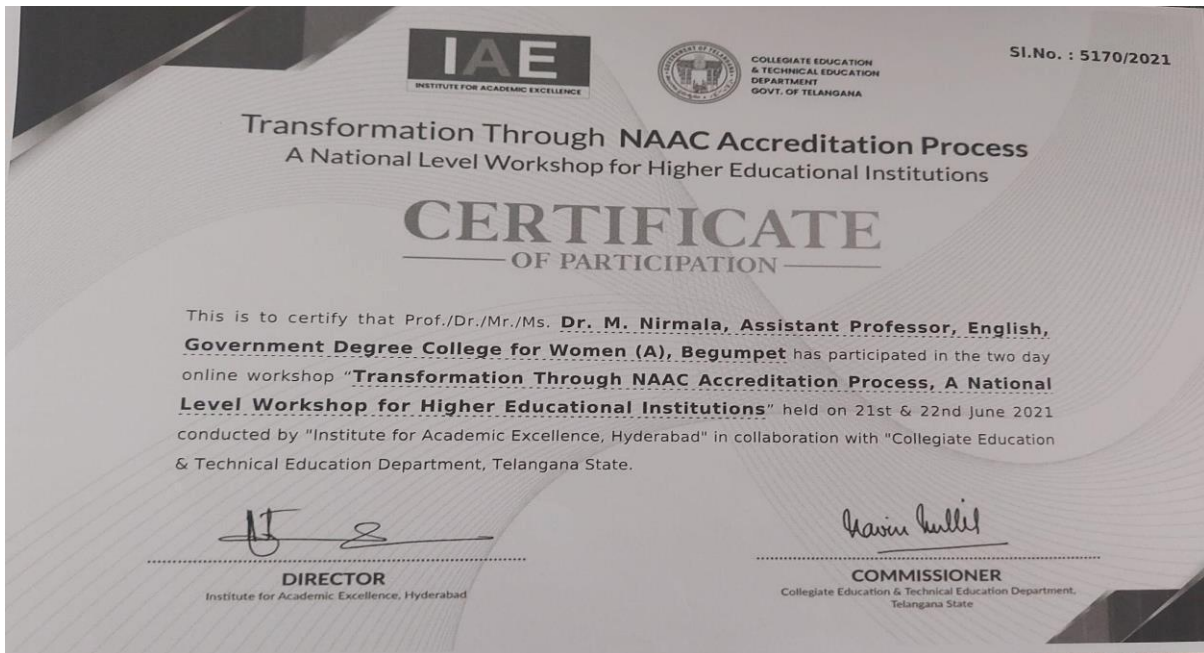 IAE
INSTITUTE FOR ACADEMIC EXCELLENCE
GOVERNMENT OF TELANGANA
COLLEGIATE EDUCATION
& TECHNICAL EDUCATION
DEPARTMENT
GOVT. OF TELANGANA
SI.No. : 5170/2021
Transformation Through NAAC Accreditation Process
A National Level Workshop for Higher Educational Institutions
CERTIFICATE
OF PARTICIPATION
This is to certify that Prof./Dr./Mr./Ms. Dr. M. Nirmala, Assistant Professor, English,
Government Degree College for Women (A), Begumpet has participated in the two day
online workshop "Transformation Through NAAC Accreditation Process, A National
Level Workshop for Higher Educational Institutions" held on 21st & 22nd June 2021
conducted by "Institute for Academic Excellence, Hyderabad" in collaboration with "Collegiate Education
& Technical Education Department, Telangana State.
DIRECTOR
Institute for Academic Excellence, Hyderabad
COMMISSIONER
Collegiate Education & Technical Education Department,
Telangana State